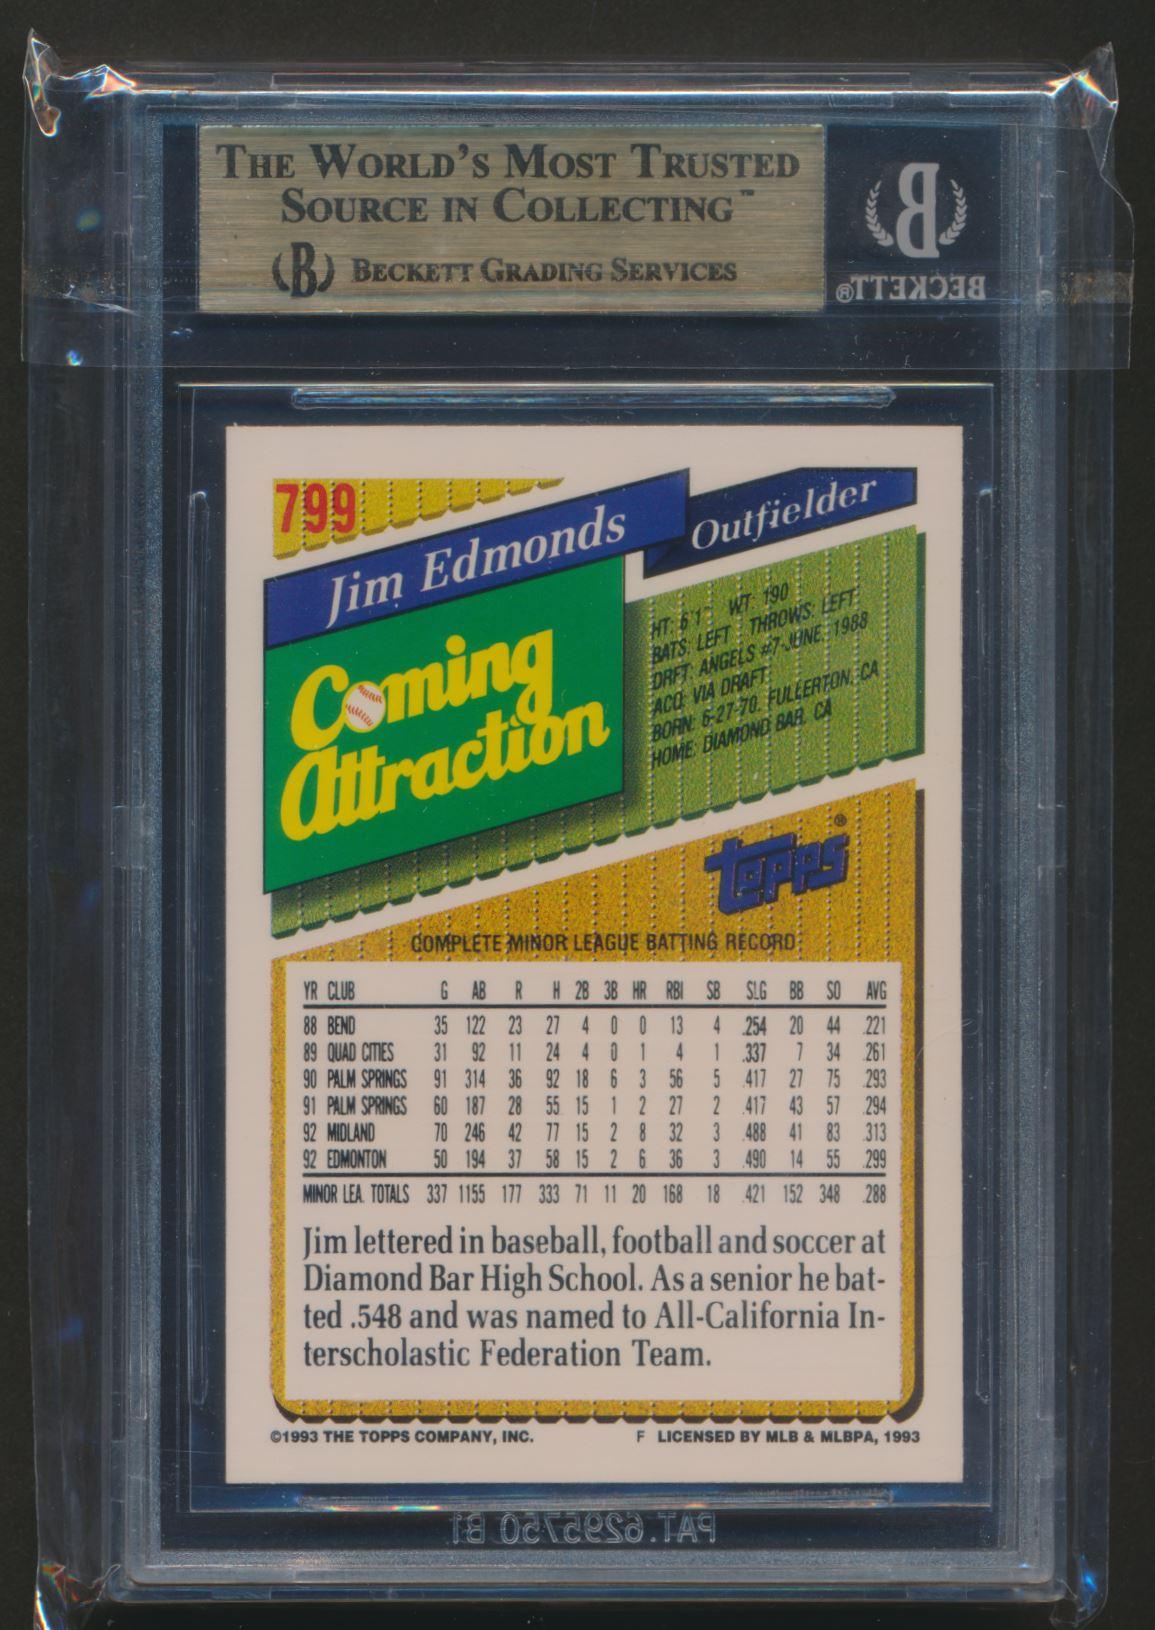 THE WORLD'S MOST TRUSTED
SOURCE IN COLLECTING™
(B) BECKETT GRADING SERVICES
B
BECKETT®
799
Jim Edmonds
Outfielder
Coming
Attraction
HT: 6'1" WT: 190
BATS: LEFT THROWS: LEFT
DRFT: ANGELS #7-JUNE, 1988
ACQ: VIA DRAFT
BORN: 6-27-70, FULLERTON, CA
HOME: DIAMOND BAR, CA
topps®
COMPLETE MINOR LEAGUE BATTING RECORD
YR CLUB G AB R H 2B 3B HR RBI SB SLG BB SO AVG
88 BEND 35 122 23 27 4 0 0 13 4 .254 20 44 .221
89 QUAD CITIES 31 92 11 24 4 0 1 4 1 .337 7 34 .261
90 PALM SPRINGS 91 314 36 92 18 6 3 56 5 .417 27 75 .293
91 PALM SPRINGS 60 187 28 55 15 1 2 27 2 .417 43 57 .294
92 MIDLAND 70 246 42 77 15 2 8 32 3 .488 41 83 .313
92 EDMONTON 50 194 37 58 15 2 6 36 3 .490 14 55 .299
MINOR LEA. TOTALS 337 1155 177 333 71 11 20 168 18 .421 152 348 .288
Jim lettered in baseball, football and soccer at
Diamond Bar High School. As a senior he bat-
ted .548 and was named to All-California In-
terscholastic Federation Team.
©1993 THE TOPPS COMPANY, INC. F LICENSED BY MLB & MLBPA, 1993
PAT.6295750 B1